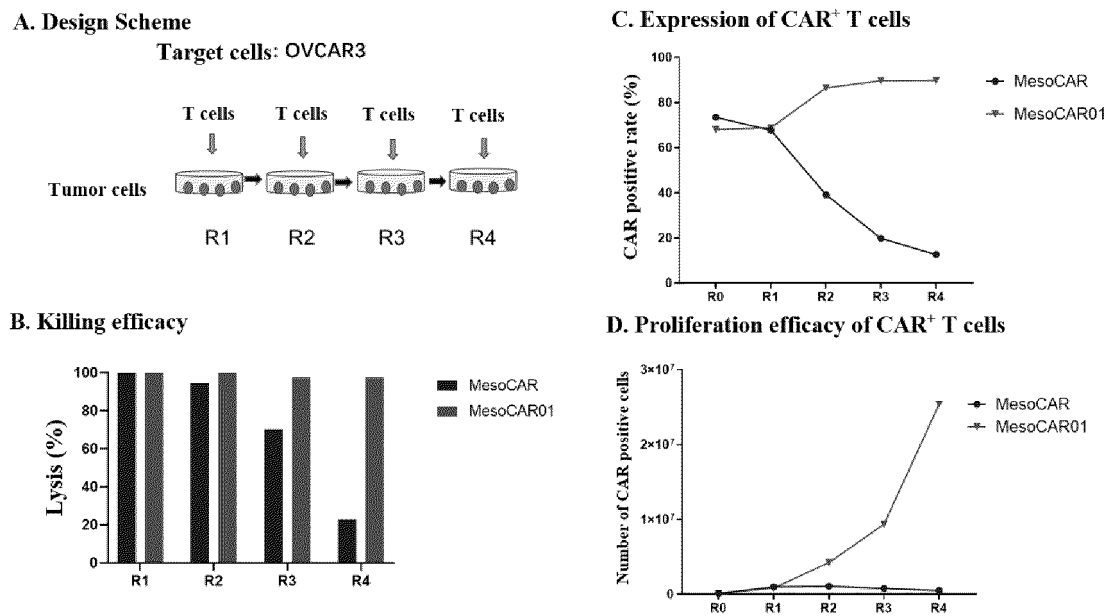 A. Design Scheme
Target cells: OVCAR3
T cells T cells T cells T cells
Tumor cells
R1 R2 R3 R4
B. Killing efficacy
Lysis (%)
100
80
60
40
20
0
R1 R2 R3 R4
MesoCAR
MesoCAR01
C. Expression of CAR⁺ T cells
CAR positive rate (%)
100
80
60
40
20
0
R0 R1 R2 R3 R4
MesoCAR
MesoCAR01
D. Proliferation efficacy of CAR⁺ T cells
Number of CAR positive cells
3×10⁷
2×10⁷
1×10⁷
0
R0 R1 R2 R3 R4
MesoCAR
MesoCAR01